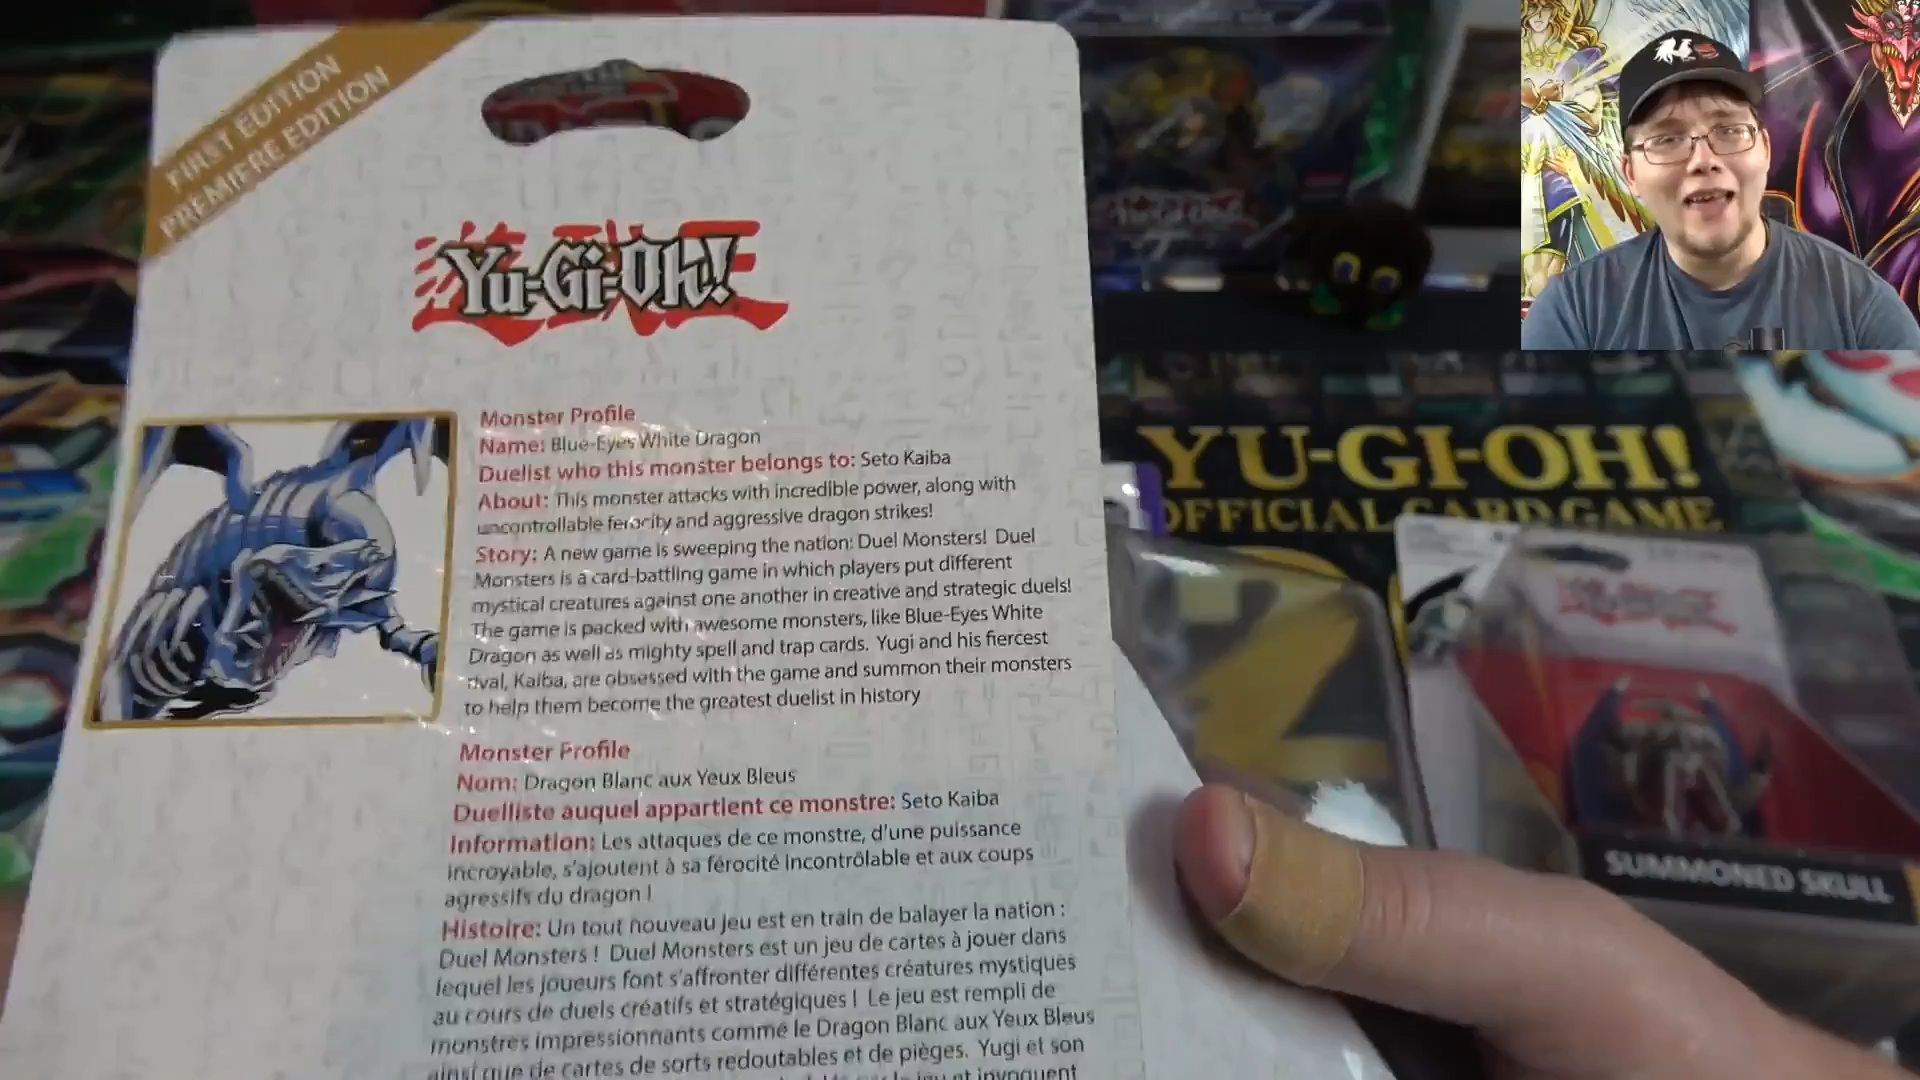 FIRST EDITION
PREMIÈRE EDITION
Yu-Gi-Oh!
Monster Profile
Name: Blue-Eyes White Dragon
Duelist who this monster belongs to: Seto Kaiba
About: This monster attacks with incredible power, along with
uncontrollable ferocity and aggressive dragon strikes!
Story: A new game is sweeping the nation: Duel Monsters! Duel
Monsters is a card-battling game in which players put different
mystical creatures against one another in creative and strategic duels!
The game is packed with awesome monsters, like Blue-Eyes White
Dragon as well as mighty spell and trap cards. Yugi and his fiercest
rival, Kaiba, are obsessed with the game and summon their monsters
to help them become the greatest duelist in history
Monster Profile
Nom: Dragon Blanc aux Yeux Bleus
Duelliste auquel appartient ce monstre: Seto Kaiba
Information: Les attaques de ce monstre, d'une puissance
incroyable, s'ajoutent à sa férocité incontrôlable et aux coups
agressifs du dragon !
Histoire: Un tout nouveau jeu est en train de balayer la nation :
Duel Monsters ! Duel Monsters est un jeu de cartes à jouer dans
lequel les joueurs font s'affronter différentes créatures mystiques
au cours de duels créatifs et stratégiques ! Le jeu est rempli de
monstres impressionnants comme le Dragon Blanc aux Yeux Bleus
ainsi que de cartes de sorts redoutables et de pièges. Yugi et son
jeu et invoquent
YU-GI-OH!
OFFICIAL CARD GAME
SUMMONED SKULL